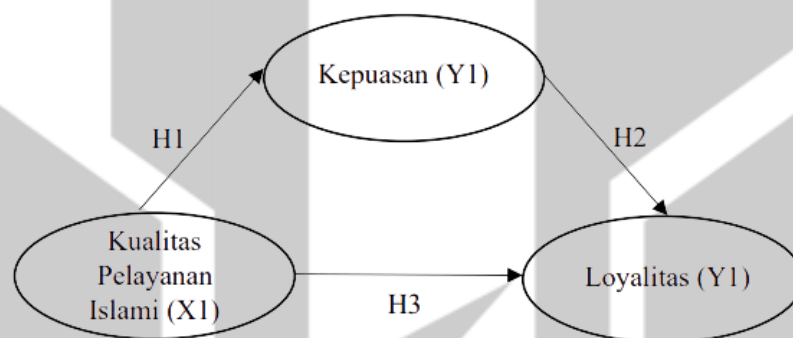 Kepuasan (Y1)
H1
H2
Kualitas
Pelayanan
Islami (X1)
Loyalitas (Y1)
H3